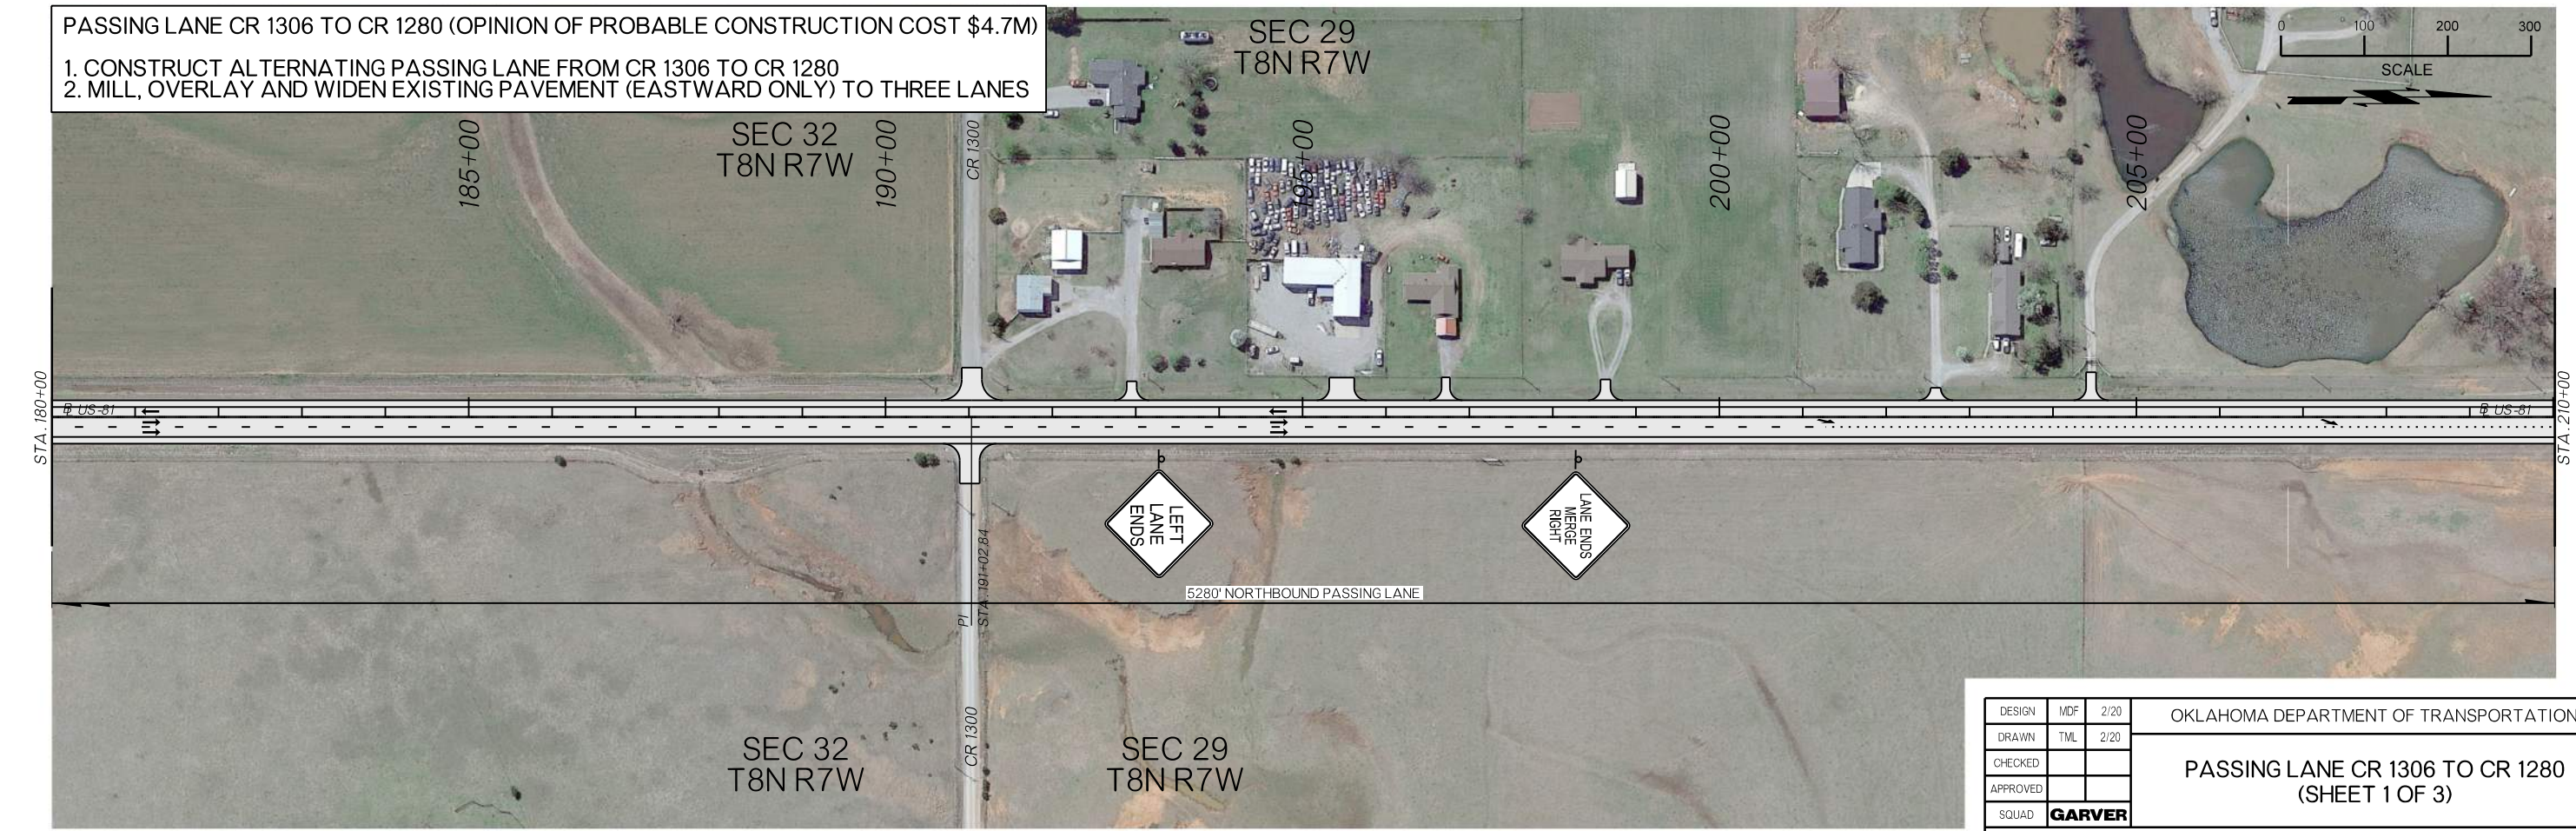 PASSING LANE CR 1306 TO CR 1280 (OPINION OF PROBABLE CONSTRUCTION COST $4.7M)
1. CONSTRUCT ALTERNATING PASSING LANE FROM CR 1306 TO CR 1280
2. MILL, OVERLAY AND WIDEN EXISTING PAVEMENT (EASTWARD ONLY) TO THREE LANES
SEC 29
T8N R7W
0 100 200 300
SCALE
SEC 32
T8N R7W
185+00
190+00
CR 1300
195+00
200+00
205+00
STA. 180+00
US-81
US-81
STA. 210+00
LEFT
LANE
ENDS
LANE ENDS
MERGE
RIGHT
PI
STA. 191+02.84
5280' NORTHBOUND PASSING LANE
CR 1300
SEC 32
T8N R7W
SEC 29
T8N R7W
DESIGN MDF 2/20
DRAWN TML 2/20
CHECKED
APPROVED
SQUAD GARVER
OKLAHOMA DEPARTMENT OF TRANSPORTATION
PASSING LANE CR 1306 TO CR 1280
(SHEET 1 OF 3)